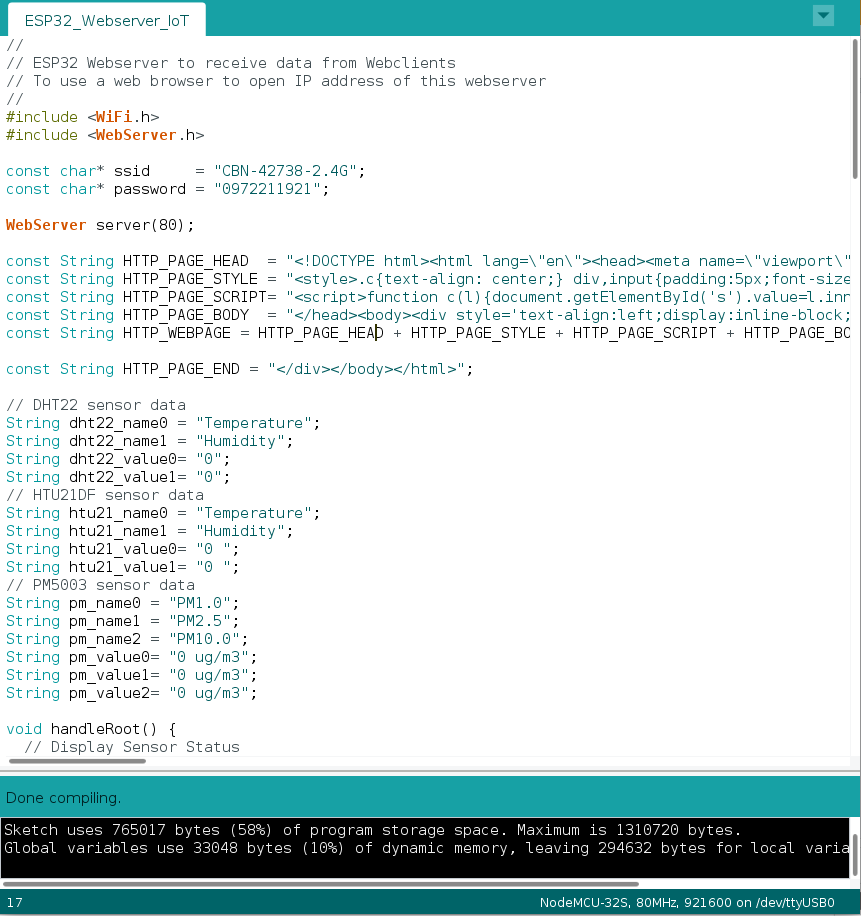 ESP32_Webserver_IoT
//
// ESP32 Webserver to receive data from Webclients
// To use a web browser to open IP address of this webserver
//
#include <WiFi.h>
#include <WebServer.h>
const char* ssid     = "CBN-42738-2.4G";
const char* password = "0972211921";
WebServer server(80);
const String HTTP_PAGE_HEAD  = "<!DOCTYPE html><html lang=\"en\"><head><meta name=\"viewport\"
const String HTTP_PAGE_STYLE = "<style>.c{text-align: center;} div,input{padding:5px;font-size
const String HTTP_PAGE_SCRIPT= "<script>function c(l){document.getElementById('s').value=l.inn
const String HTTP_PAGE_BODY  = "</head><body><div style='text-align:left;display:inline-block;
const String HTTP_WEBPAGE = HTTP_PAGE_HEAD + HTTP_PAGE_STYLE + HTTP_PAGE_SCRIPT + HTTP_PAGE_BO
const String HTTP_PAGE_END = "</div></body></html>";
// DHT22 sensor data
String dht22_name0 = "Temperature";
String dht22_name1 = "Humidity";
String dht22_value0= "0";
String dht22_value1= "0";
// HTU21DF sensor data
String htu21_name0 = "Temperature";
String htu21_name1 = "Humidity";
String htu21_value0= "0 ";
String htu21_value1= "0 ";
// PM5003 sensor data
String pm_name0 = "PM1.0";
String pm_name1 = "PM2.5";
String pm_name2 = "PM10.0";
String pm_value0= "0 ug/m3";
String pm_value1= "0 ug/m3";
String pm_value2= "0 ug/m3";
void handleRoot() {
  // Display Sensor Status
Done compiling.
Sketch uses 765017 bytes (58%) of program storage space. Maximum is 1310720 bytes.
Global variables use 33048 bytes (10%) of dynamic memory, leaving 294632 bytes for local varia
17
NodeMCU-32S, 80MHz, 921600 on /dev/ttyUSB0